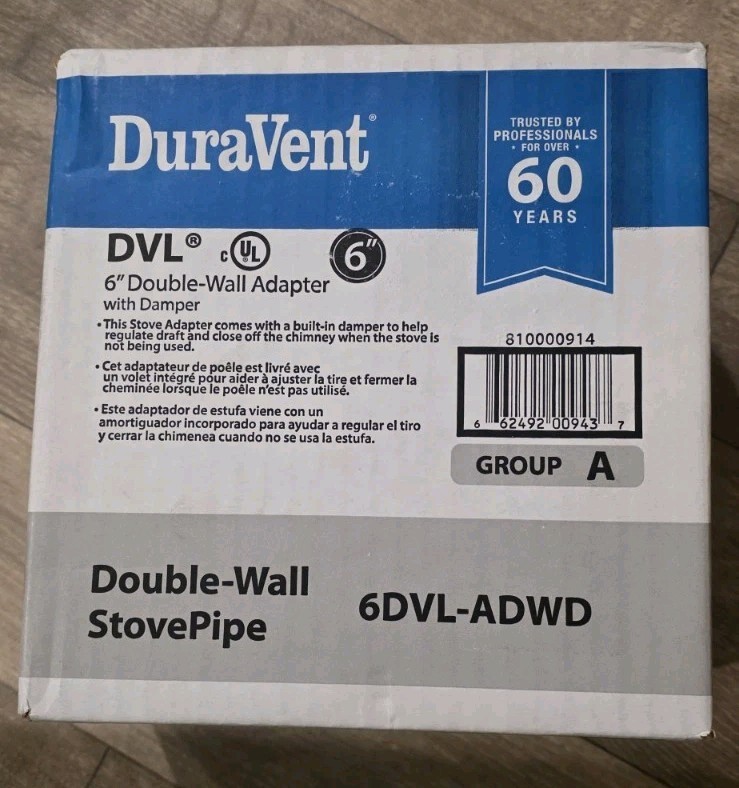 DuraVent®
TRUSTED BY
PROFESSIONALS
• FOR OVER •
60
YEARS
DVL® c UL® 6"
6" Double-Wall Adapter
with Damper
• This Stove Adapter comes with a built-in damper to help
regulate draft and close off the chimney when the stove is
not being used.
• Cet adaptateur de poêle est livré avec
un volet intégré pour aider à ajuster la tire et fermer la
cheminée lorsque le poêle n'est pas utilisé.
• Este adaptador de estufa viene con un
amortiguador incorporado para ayudar a regular el tiro
y cerrar la chimenea cuando no se usa la estufa.
810000914
6 62492 00943 7
GROUP A
Double-Wall
StovePipe
6DVL-ADWD